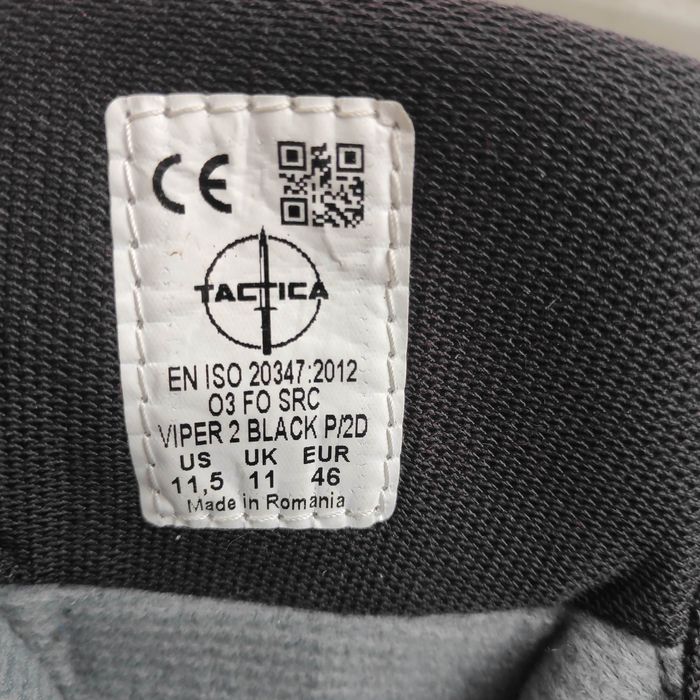 CE
TACTICA
EN ISO 20347:2012
O3 FO SRC
VIPER 2 BLACK P/2D
US UK EUR
11,5 11 46
Made in Romania